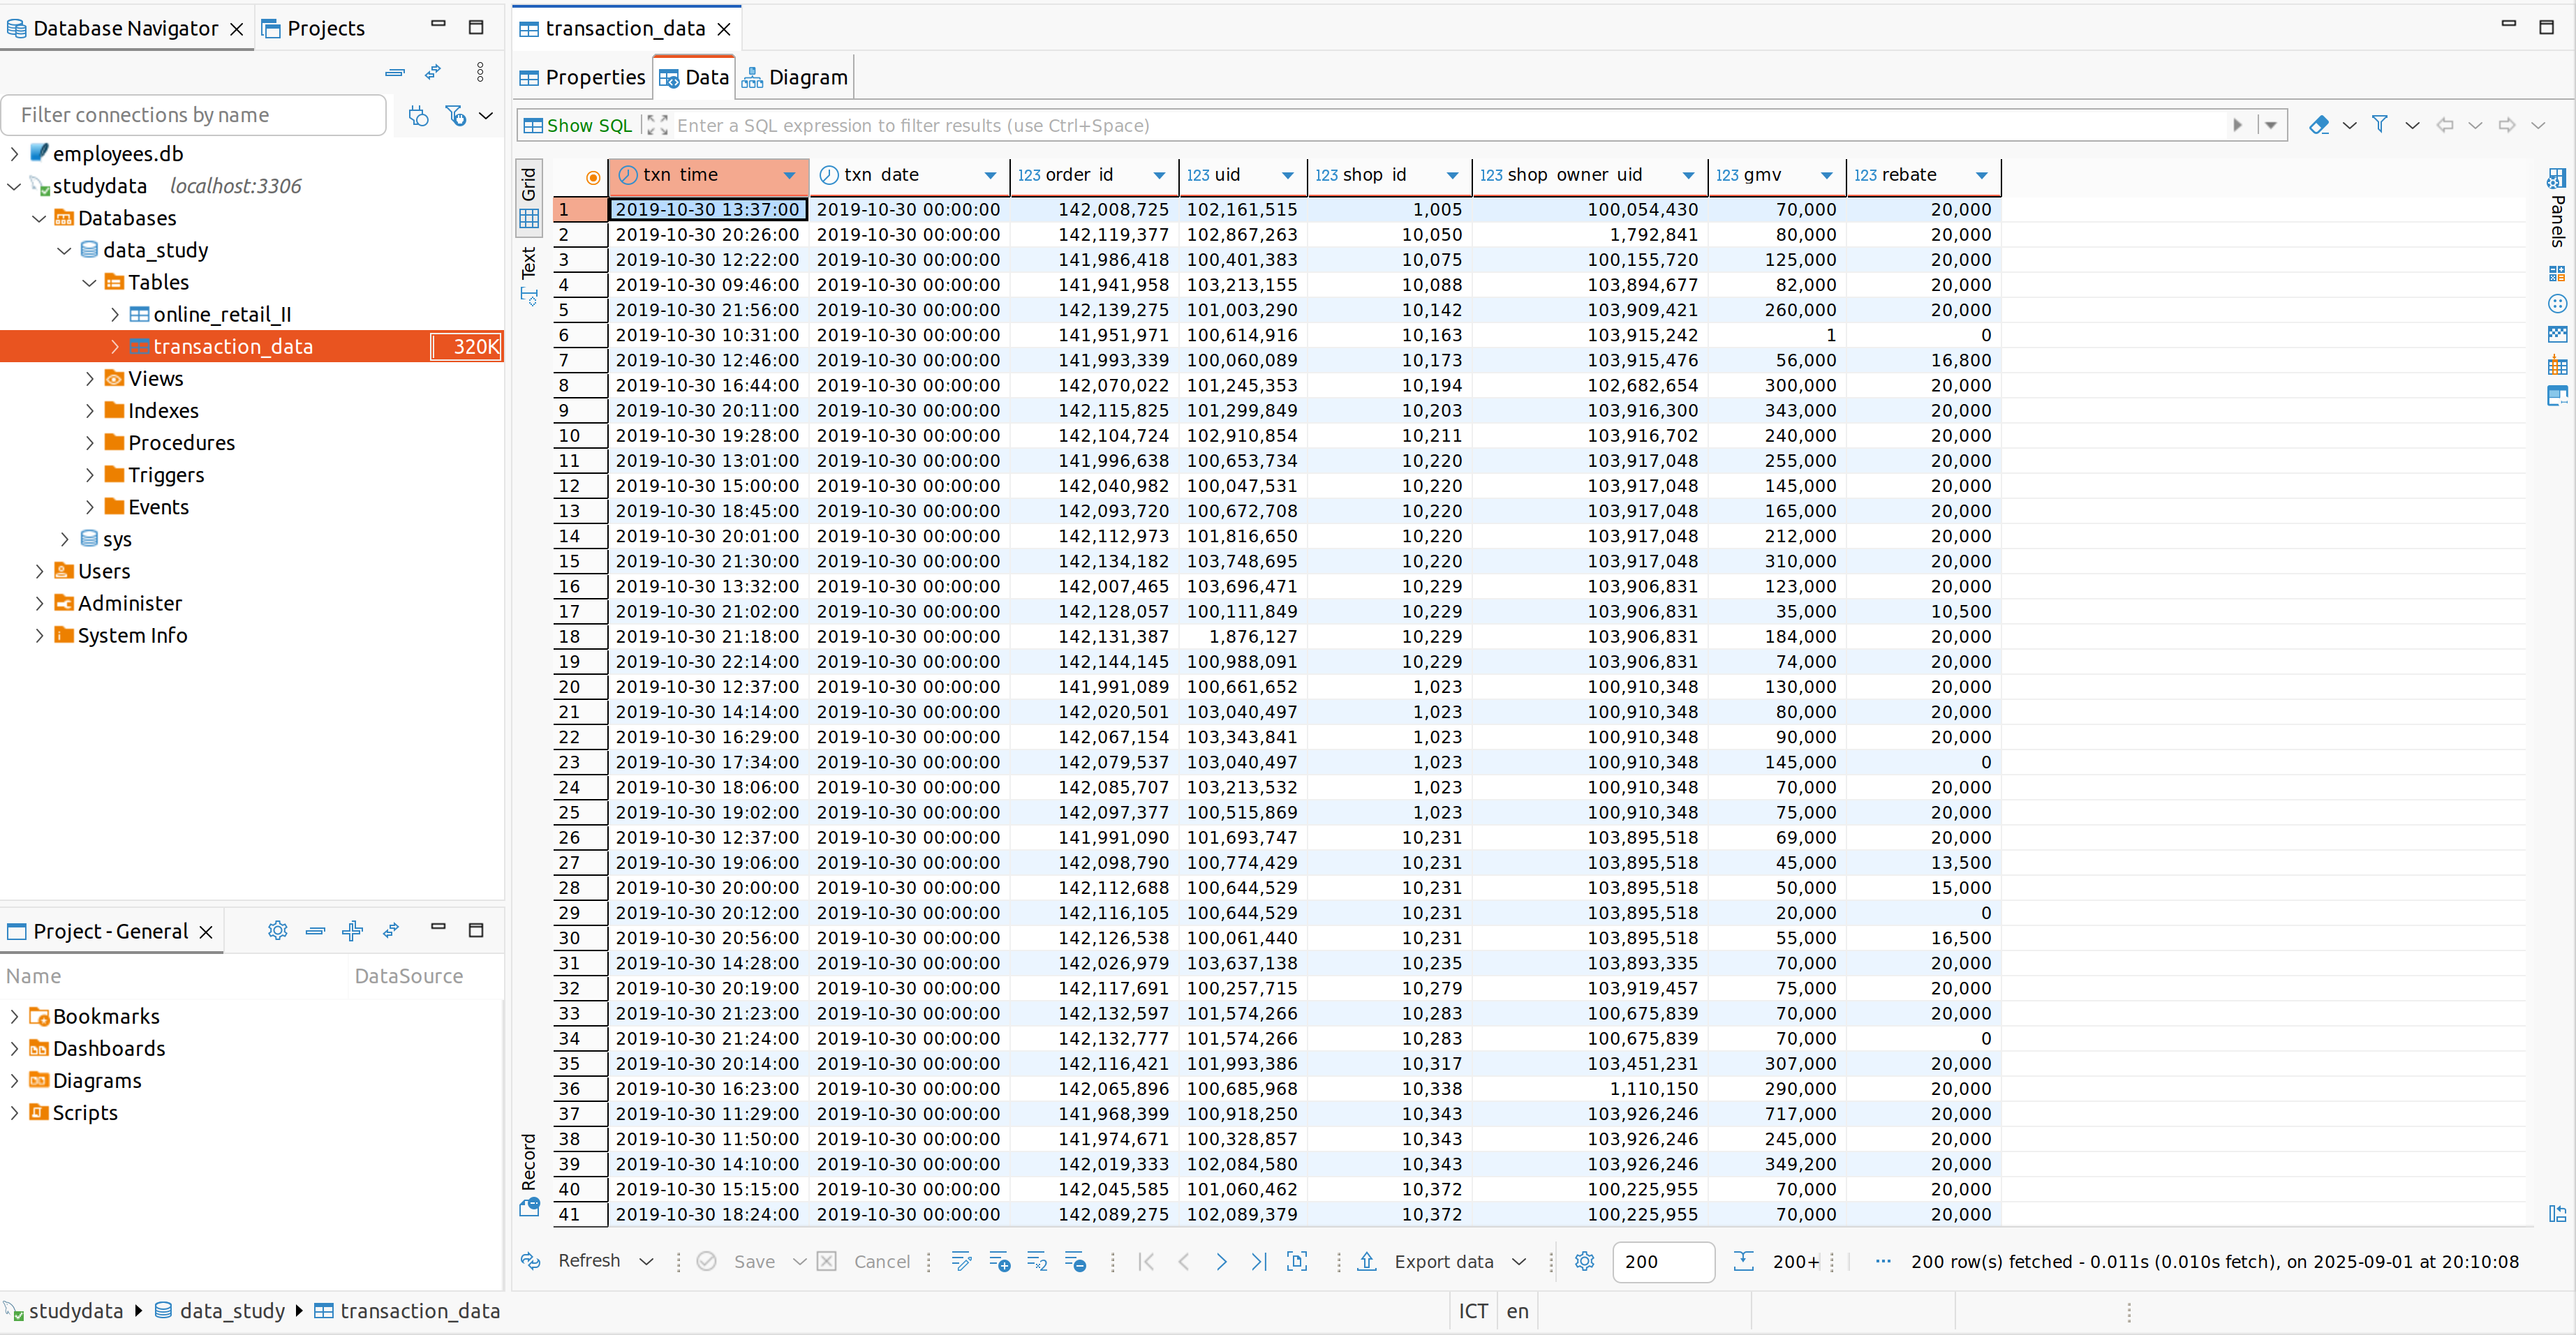 Database Navigator
Projects
Filter connections by name
employees.db
studydata localhost:3306
Databases
data_study
Tables
online_retail_II
transaction_data 320K
Views
Indexes
Procedures
Triggers
Events
sys
Users
Administer
System Info
Project - General
Name DataSource
Bookmarks
Dashboards
Diagrams
Scripts
transaction_data
Properties Data Diagram
Show SQL Enter a SQL expression to filter results (use Ctrl+Space)
Grid
Text
Record
Panels
txn_time txn_date 123 order_id 123 uid 123 shop_id 123 shop_owner_uid 123 gmv 123 rebate
1 2019-10-30 13:37:00 2019-10-30 00:00:00 142,008,725 102,161,515 1,005 100,054,430 70,000 20,000
2 2019-10-30 20:26:00 2019-10-30 00:00:00 142,119,377 102,867,263 10,050 1,792,841 80,000 20,000
3 2019-10-30 12:22:00 2019-10-30 00:00:00 141,986,418 100,401,383 10,075 100,155,720 125,000 20,000
4 2019-10-30 09:46:00 2019-10-30 00:00:00 141,941,958 103,213,155 10,088 103,894,677 82,000 20,000
5 2019-10-30 21:56:00 2019-10-30 00:00:00 142,139,275 101,003,290 10,142 103,909,421 260,000 20,000
6 2019-10-30 10:31:00 2019-10-30 00:00:00 141,951,971 100,614,916 10,163 103,915,242 1 0
7 2019-10-30 12:46:00 2019-10-30 00:00:00 141,993,339 100,060,089 10,173 103,915,476 56,000 16,800
8 2019-10-30 16:44:00 2019-10-30 00:00:00 142,070,022 101,245,353 10,194 102,682,654 300,000 20,000
9 2019-10-30 20:11:00 2019-10-30 00:00:00 142,115,825 101,299,849 10,203 103,916,300 343,000 20,000
10 2019-10-30 19:28:00 2019-10-30 00:00:00 142,104,724 102,910,854 10,211 103,916,702 240,000 20,000
11 2019-10-30 13:01:00 2019-10-30 00:00:00 141,996,638 100,653,734 10,220 103,917,048 255,000 20,000
12 2019-10-30 15:00:00 2019-10-30 00:00:00 142,040,982 100,047,531 10,220 103,917,048 145,000 20,000
13 2019-10-30 18:45:00 2019-10-30 00:00:00 142,093,720 100,672,708 10,220 103,917,048 165,000 20,000
14 2019-10-30 20:01:00 2019-10-30 00:00:00 142,112,973 101,816,650 10,220 103,917,048 212,000 20,000
15 2019-10-30 21:30:00 2019-10-30 00:00:00 142,134,182 103,748,695 10,220 103,917,048 310,000 20,000
16 2019-10-30 13:32:00 2019-10-30 00:00:00 142,007,465 103,696,471 10,229 103,906,831 123,000 20,000
17 2019-10-30 21:02:00 2019-10-30 00:00:00 142,128,057 100,111,849 10,229 103,906,831 35,000 10,500
18 2019-10-30 21:18:00 2019-10-30 00:00:00 142,131,387 1,876,127 10,229 103,906,831 184,000 20,000
19 2019-10-30 22:14:00 2019-10-30 00:00:00 142,144,145 100,988,091 10,229 103,906,831 74,000 20,000
20 2019-10-30 12:37:00 2019-10-30 00:00:00 141,991,089 100,661,652 1,023 100,910,348 130,000 20,000
21 2019-10-30 14:14:00 2019-10-30 00:00:00 142,020,501 103,040,497 1,023 100,910,348 80,000 20,000
22 2019-10-30 16:29:00 2019-10-30 00:00:00 142,067,154 103,343,841 1,023 100,910,348 90,000 20,000
23 2019-10-30 17:34:00 2019-10-30 00:00:00 142,079,537 103,040,497 1,023 100,910,348 145,000 0
24 2019-10-30 18:06:00 2019-10-30 00:00:00 142,085,707 103,213,532 1,023 100,910,348 70,000 20,000
25 2019-10-30 19:02:00 2019-10-30 00:00:00 142,097,377 100,515,869 1,023 100,910,348 75,000 20,000
26 2019-10-30 12:37:00 2019-10-30 00:00:00 141,991,090 101,693,747 10,231 103,895,518 69,000 20,000
27 2019-10-30 19:06:00 2019-10-30 00:00:00 142,098,790 100,774,429 10,231 103,895,518 45,000 13,500
28 2019-10-30 20:00:00 2019-10-30 00:00:00 142,112,688 100,644,529 10,231 103,895,518 50,000 15,000
29 2019-10-30 20:12:00 2019-10-30 00:00:00 142,116,105 100,644,529 10,231 103,895,518 20,000 0
30 2019-10-30 20:56:00 2019-10-30 00:00:00 142,126,538 100,061,440 10,231 103,895,518 55,000 16,500
31 2019-10-30 14:28:00 2019-10-30 00:00:00 142,026,979 103,637,138 10,235 103,893,335 70,000 20,000
32 2019-10-30 20:19:00 2019-10-30 00:00:00 142,117,691 100,257,715 10,279 103,919,457 75,000 20,000
33 2019-10-30 21:23:00 2019-10-30 00:00:00 142,132,597 101,574,266 10,283 100,675,839 70,000 20,000
34 2019-10-30 21:24:00 2019-10-30 00:00:00 142,132,777 101,574,266 10,283 100,675,839 70,000 0
35 2019-10-30 20:14:00 2019-10-30 00:00:00 142,116,421 101,993,386 10,317 103,451,231 307,000 20,000
36 2019-10-30 16:23:00 2019-10-30 00:00:00 142,065,896 100,685,968 10,338 1,110,150 290,000 20,000
37 2019-10-30 11:29:00 2019-10-30 00:00:00 141,968,399 100,918,250 10,343 103,926,246 717,000 20,000
38 2019-10-30 11:50:00 2019-10-30 00:00:00 141,974,671 100,328,857 10,343 103,926,246 245,000 20,000
39 2019-10-30 14:10:00 2019-10-30 00:00:00 142,019,333 102,084,580 10,343 103,926,246 349,200 20,000
40 2019-10-30 15:15:00 2019-10-30 00:00:00 142,045,585 101,060,462 10,372 100,225,955 70,000 20,000
41 2019-10-30 18:24:00 2019-10-30 00:00:00 142,089,275 102,089,379 10,372 100,225,955 70,000 20,000
Refresh Save Cancel Export data 200 200+ ... 200 row(s) fetched - 0.011s (0.010s fetch), on 2025-09-01 at 20:10:08
studydata data_study transaction_data ICT en